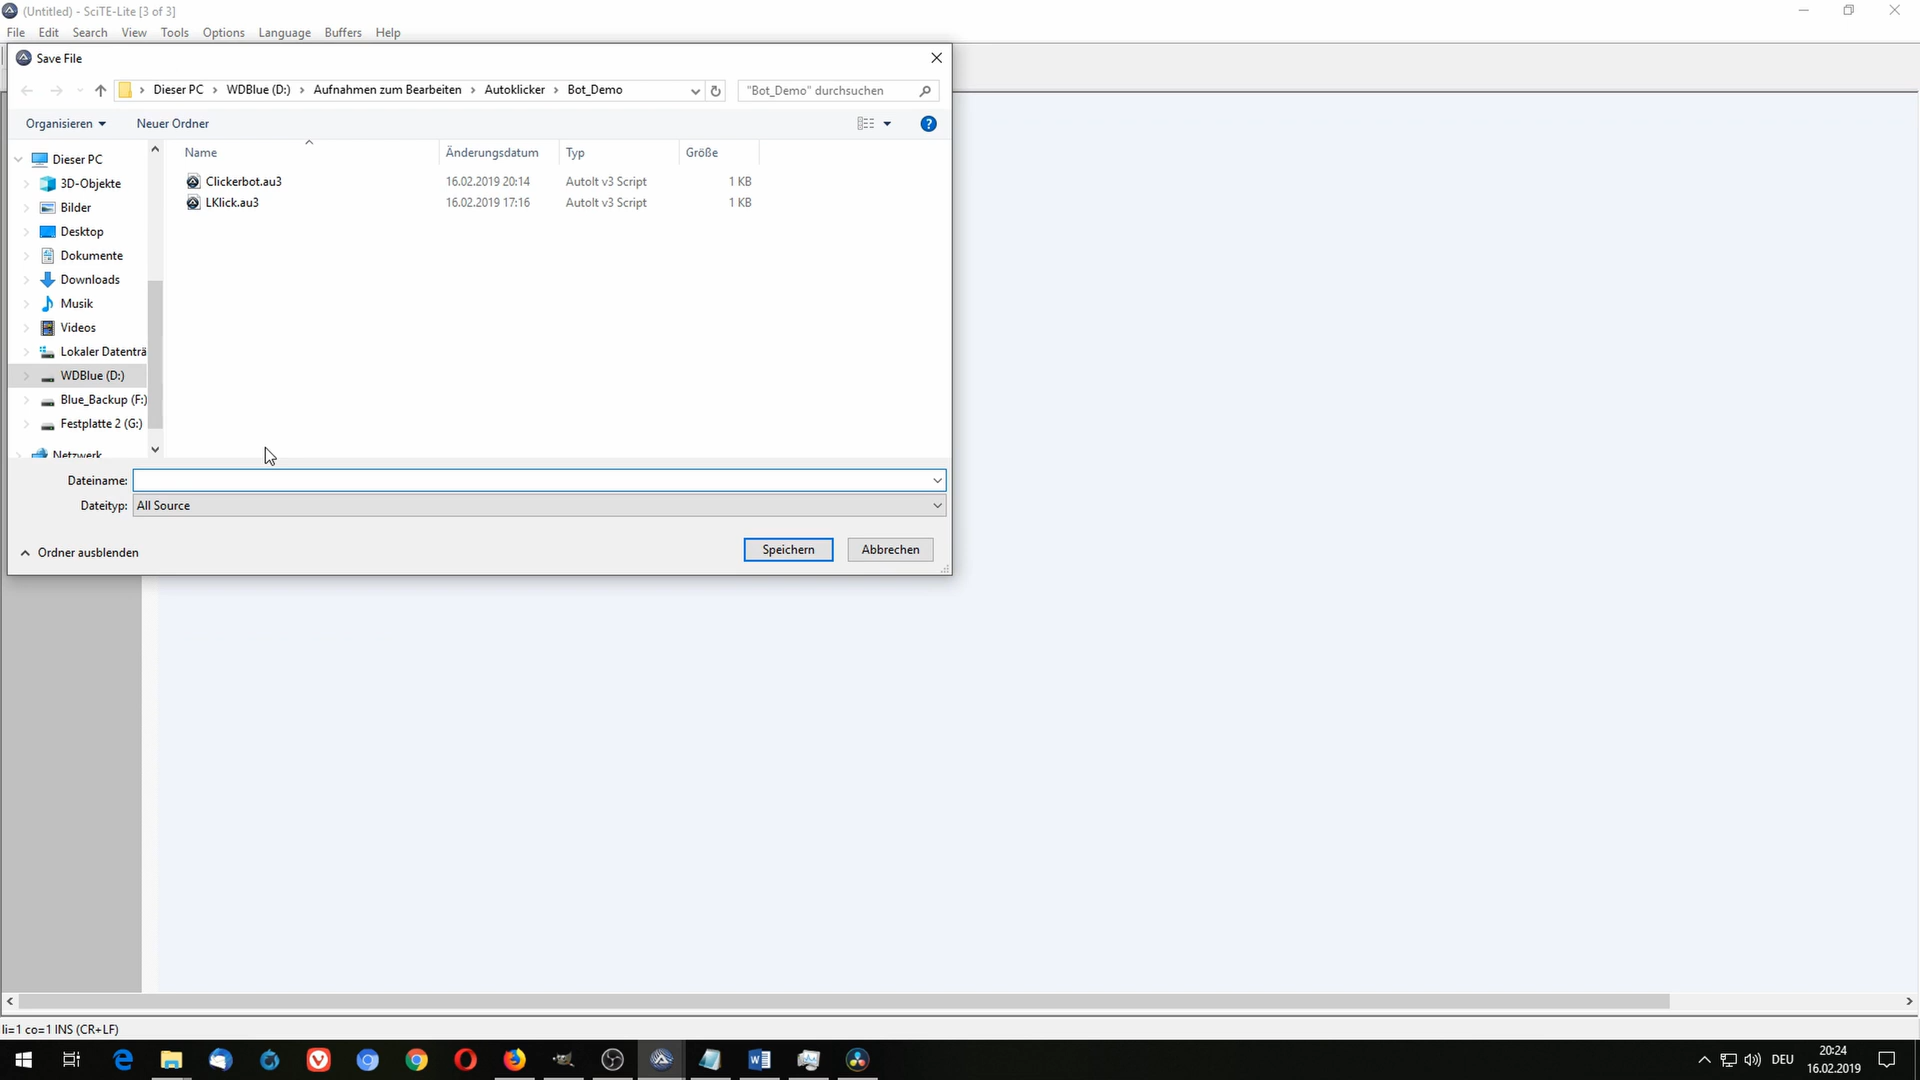 (Untitled) - SciTE-Lite [3 of 3]
File Edit Search View Tools Options Language Buffers Help
Save File
Dieser PC WDBlue (D:) Aufnahmen zum Bearbeiten Autoklicker Bot_Demo
"Bot_Demo" durchsuchen
Organisieren Neuer Ordner
?
Name Änderungsdatum Typ Größe
Clickerbot.au3 16.02.2019 20:14 AutoIt v3 Script 1 KB
LKlick.au3 16.02.2019 17:16 AutoIt v3 Script 1 KB
Dieser PC
3D-Objekte
Bilder
Desktop
Dokumente
Downloads
Musik
Videos
Lokaler Datenträ
WDBlue (D:)
Blue_Backup (F:)
Festplatte 2 (G:)
Netzwerk
Dateiname:
Dateityp: All Source
Ordner ausblenden
Speichern Abbrechen
li=1 co=1 INS (CR+LF)
DEU
20:24
16.02.2019